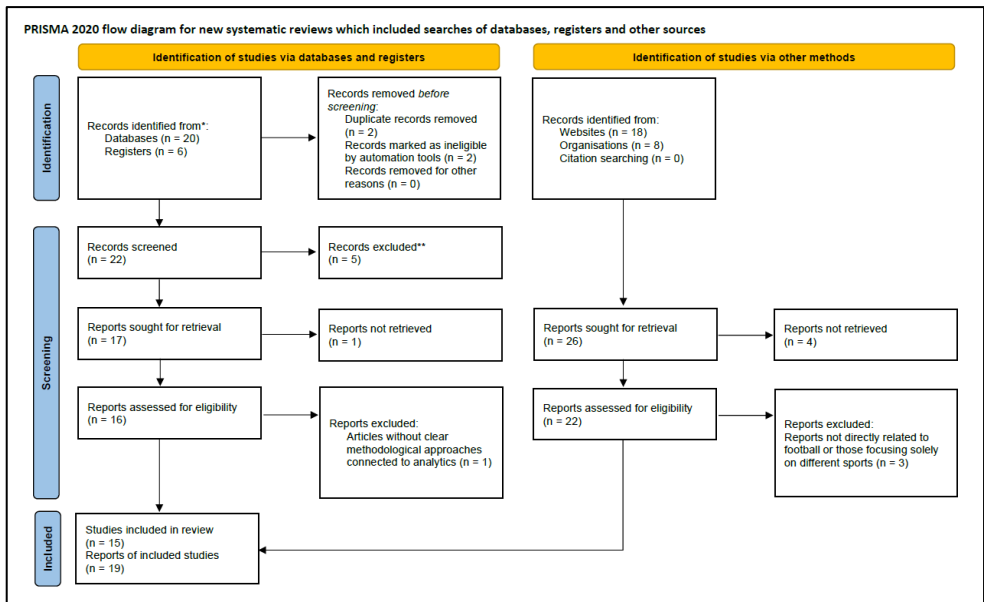 PRISMA 2020 flow diagram for new systematic reviews which included searches of databases, registers and other sources
Identification of studies via databases and registers
Identification of studies via other methods
Identification
Records identified from*:
Databases (n = 20)
Registers (n = 6)
Records removed before
screening:
Duplicate records removed
(n = 2)
Records marked as ineligible
by automation tools (n = 2)
Records removed for other
reasons (n = 0)
Records identified from:
Websites (n = 18)
Organisations (n = 8)
Citation searching (n = 0)
Screening
Records screened
(n = 22)
Records excluded**
(n = 5)
Reports sought for retrieval
(n = 17)
Reports not retrieved
(n = 1)
Reports sought for retrieval
(n = 26)
Reports not retrieved
(n = 4)
Reports assessed for eligibility
(n = 16)
Reports excluded:
Articles without clear
methodological approaches
connected to analytics (n = 1)
Reports assessed for eligibility
(n = 22)
Reports excluded:
Reports not directly related to
football or those focusing solely
on different sports (n = 3)
Included
Studies included in review
(n = 15)
Reports of included studies
(n = 19)